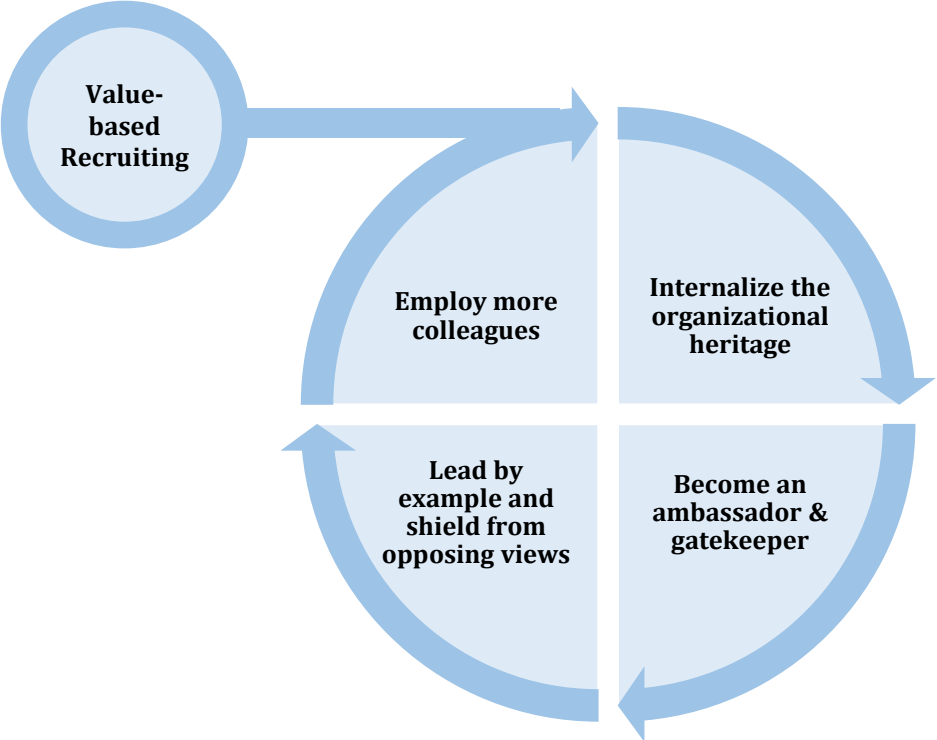 Value-
based
Recruiting
Employ more
colleagues
Internalize the
organizational
heritage
Lead by
example and
shield from
opposing views
Become an
ambassador &
gatekeeper